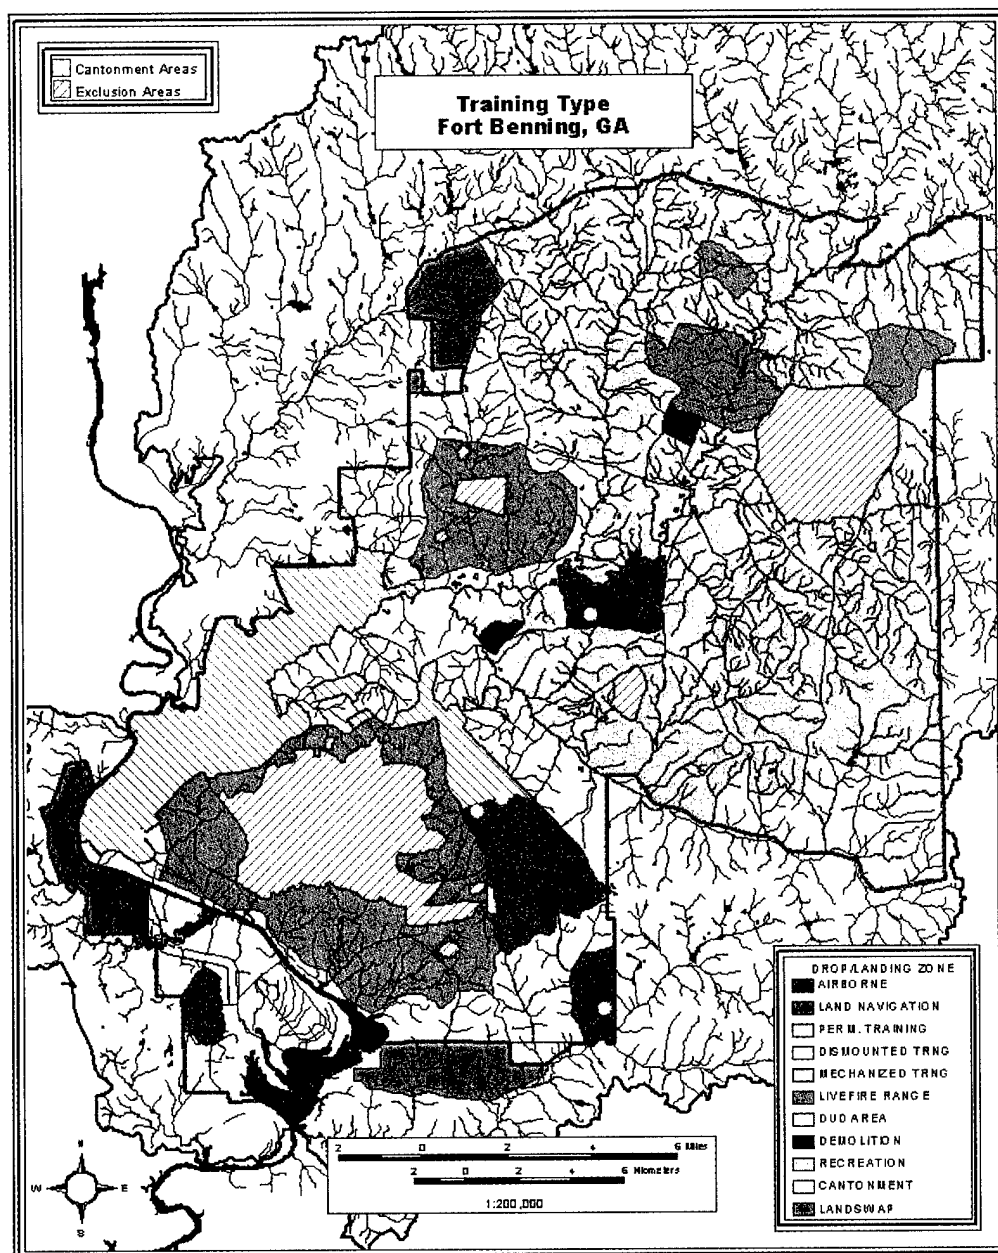 Cantonment Areas
Exclusion Areas
Training Type
Fort Benning, GA
DROP/LANDING ZONE
AIRBORNE
LAND NAVIGATION
PERM. TRAINING
DISMOUNTED TRNG
MECHANIZED TRNG
LIVEFIRE RANGE
DUD AREA
DEMOLITION
RECREATION
CANTONMENT
LANDSWAP
2 0 2 4 6 Miles
2 0 2 4 6 Kilometers
1:200,000
N
W E
S